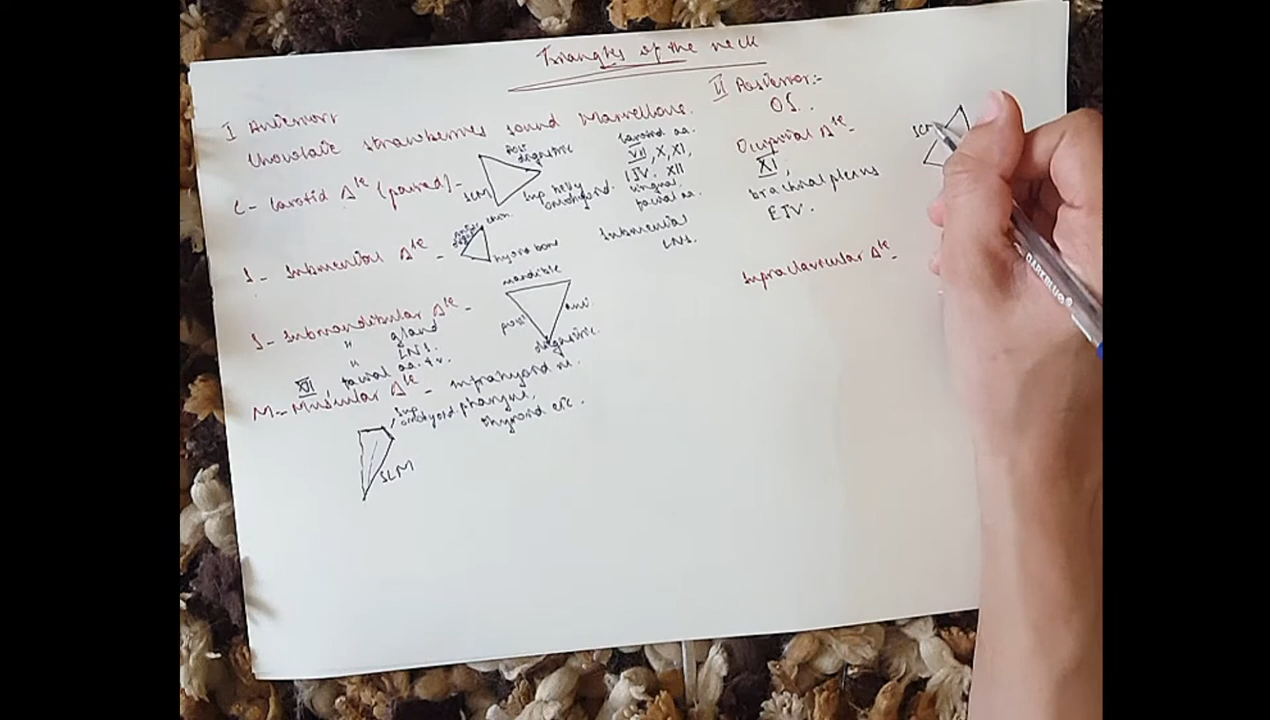 Triangles of the neck
I Anterior
Chocolate strawberries sound Marvellous.
C- Carotid Δle (paired)-
SCM
post digastric
sup belly omohyoid.
Carotid aa.
VII, X, XI,
IJV, XII
lingual
facial aa.
S- Submental Δle -
chin.
hyoid bone
Submental
LNs.
S- Submandibular Δle -
" gland
" LNs.
XII, facial aa. + v.
mandible
post
ant.
digastric.
M- Muscular Δle - infrahyoid m.
pharynx,
thyroid etc.
sup
omohyoid
SCM
II Posterior:-
OS.
Occipital Δle -
XI,
brachial plexus
EJV.
SCM
Supraclavicular Δle -